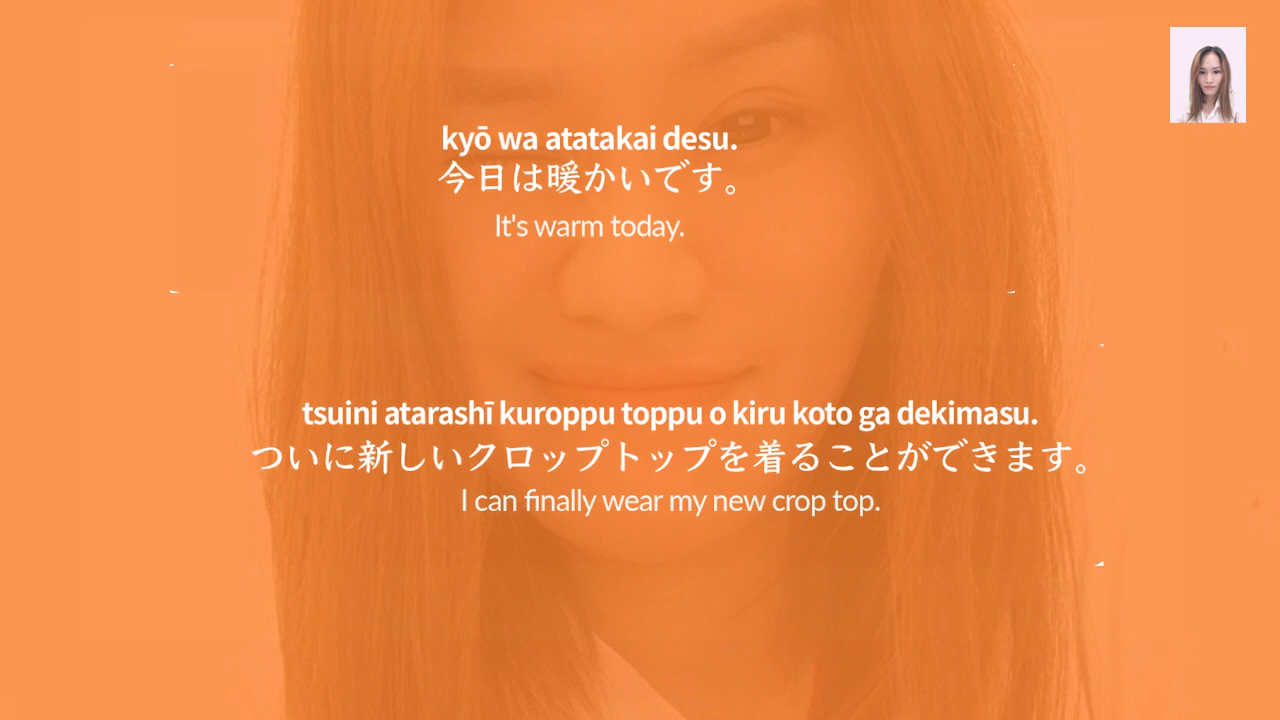 kyō wa atatakai desu.
今日は暖かいです。
It's warm today.
tsuini atarashī kuroppu toppu o kiru koto ga dekimasu.
ついに新しいクロップトップを着ることができます。
I can finally wear my new crop top.